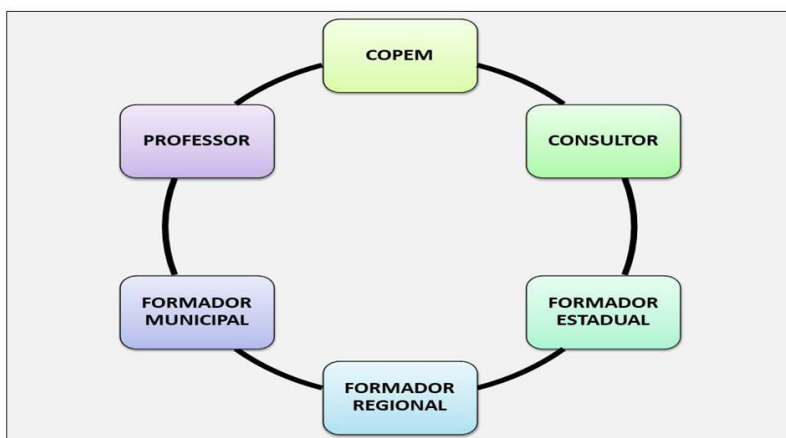 COPEM
PROFESSOR
CONSULTOR
FORMADOR
MUNICIPAL
FORMADOR
ESTADUAL
FORMADOR
REGIONAL